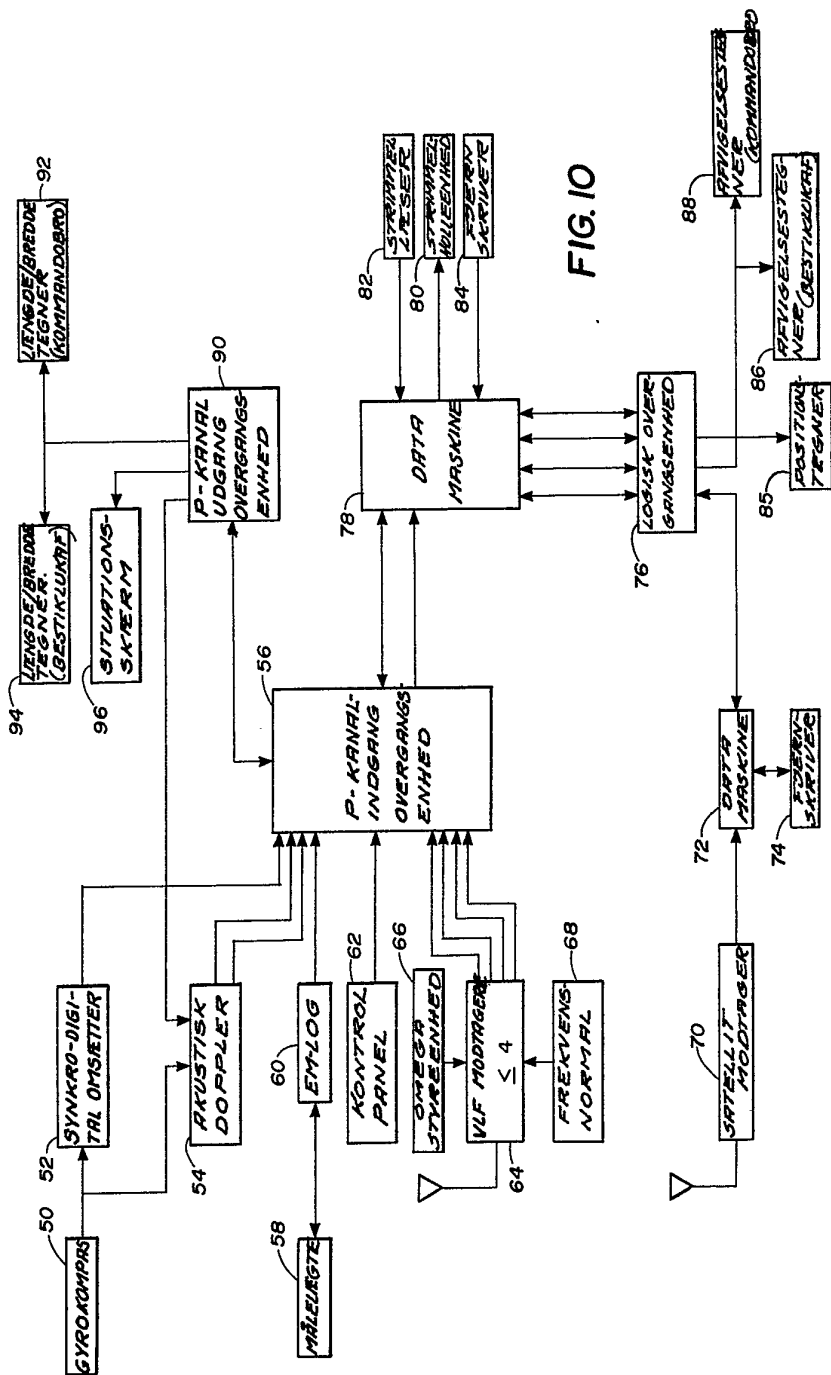 GYROKOMPAS
50
SYNKRO-DIGI-
TAL OMSÆTTER
52
AKUSTISK
DOPPLER
54
MÅLELÆGTE
58
EM-LOG
60
KONTROL
PANEL
62
OMEGA
STYREENHED
66
VLF MODTAGERE
≤ 4
64
FREKVENS-
NORMAL
68
SATELLIT
MODTAGER
70
DATA
MASKINE
72
FJERN-
SKRIVER
74
P-KANAL-
INDGANG
OVERGANGS-
ENHED
56
P-KANAL
UDGANG
OVERGANGS-
ENHED
90
LÆNGDE/BREDDE
TEGNER.
(BESTIKLUKAF)
94
SITUATIONS-
SKÆRM
96
LÆNGDE/BREDDE
TEGNER
(KOMMANDOBRO)
92
DATA
MASKINE
78
STRIMMEL
LÆSER
82
STRIMMEL-
HULLEENHED
80
FJERN
SKRIVER
84
LOGISK OVER-
GANGSENHED
76
POSITIONS-
TEGNER
85
AFVIGELSESTEG-
NER
(BESTIKLUKAF)
86
AFVIGELSESTEG-
NER
(KOMMANDOBRO)
88
FIG. 10